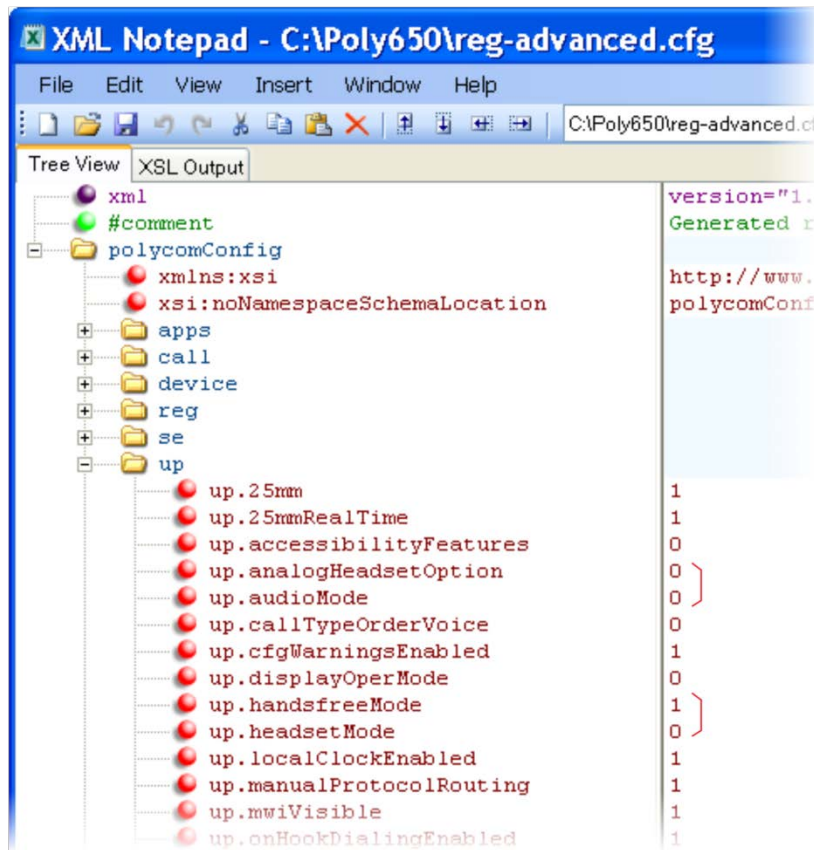 XML Notepad - C:\Poly650\reg-advanced.cfg
File Edit View Insert Window Help
C:\Poly650\reg-advanced.c
Tree View XSL Output
xml version="1.
#comment Generated r
polycomConfig
xmlns:xsi http://www.
xsi:noNamespaceSchemaLocation polycomConf
apps
call
device
reg
se
up
up.25mm 1
up.25mmRealTime 1
up.accessibilityFeatures 0
up.analogHeadsetOption 0
up.audioMode 0
up.callTypeOrderVoice 0
up.cfgWarningsEnabled 1
up.displayOperMode 0
up.handsfreeMode 1
up.headsetMode 0
up.localClockEnabled 1
up.manualProtocolRouting 1
up.mwiVisible 1
up.onHookDialingEnabled 1